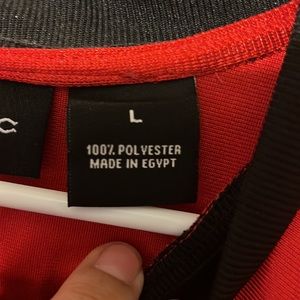 C
L
100% POLYESTER
MADE IN EGYPT